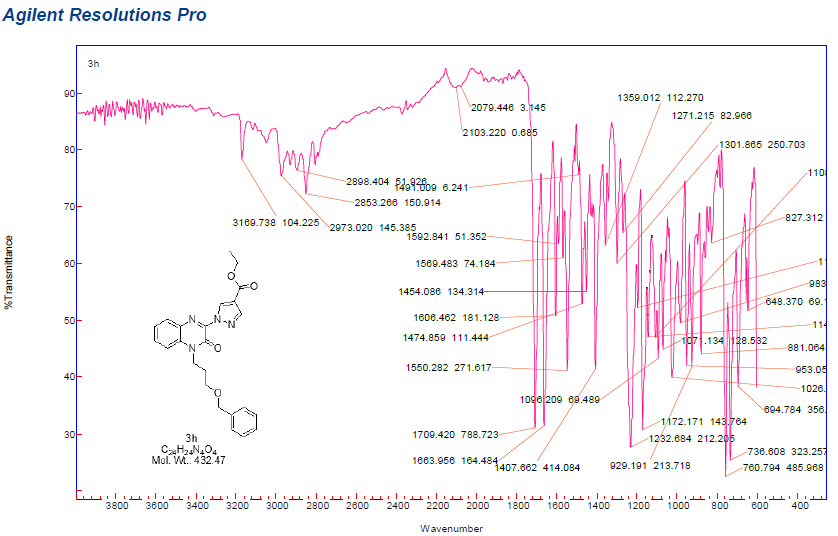 Agilent Resolutions Pro
3h
90
80
70
60
50
40
30
%Transmittance
2079.446 3.145
2103.220 0.685
1359.012 112.270
1271.215 82.966
1301.865 250.703
2898.404 51.926
1491.009 6.241
2853.266 150.914
3169.738 104.225
2973.020 145.385
827.312
1592.841 51.352
1569.483 74.184
1454.086 134.314
1606.462 181.128
1474.859 111.444
1550.282 271.617
648.370
1071.134 128.532
881.064
953.05
1026.
1096.209 69.489
694.784 356.
1172.171 143.764
1709.420 788.723
1232.684 212.205
1663.956 164.484
1407.662 414.084
929.191 213.718
736.608 323.257
760.794 485.968
O
O
N
N
N
N
O
O
3h
C24H24N4O4
Mol. Wt.: 432.47
3800 3600 3400 3200 3000 2800 2600 2400 2200 2000 1800 1600 1400 1200 1000 800 600 400
Wavenumber